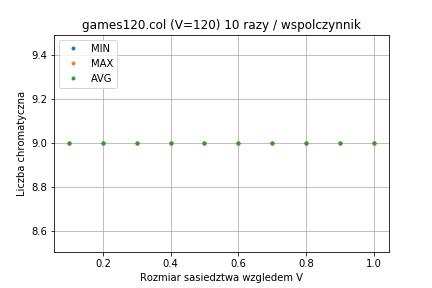 games120.col (V=120) 10 razy / wspolczynnik
MIN
MAX
AVG
9.4
9.2
9.0
8.8
8.6
Liczba chromatyczna
0.2 0.4 0.6 0.8 1.0
Rozmiar sasiedztwa wzgledem V